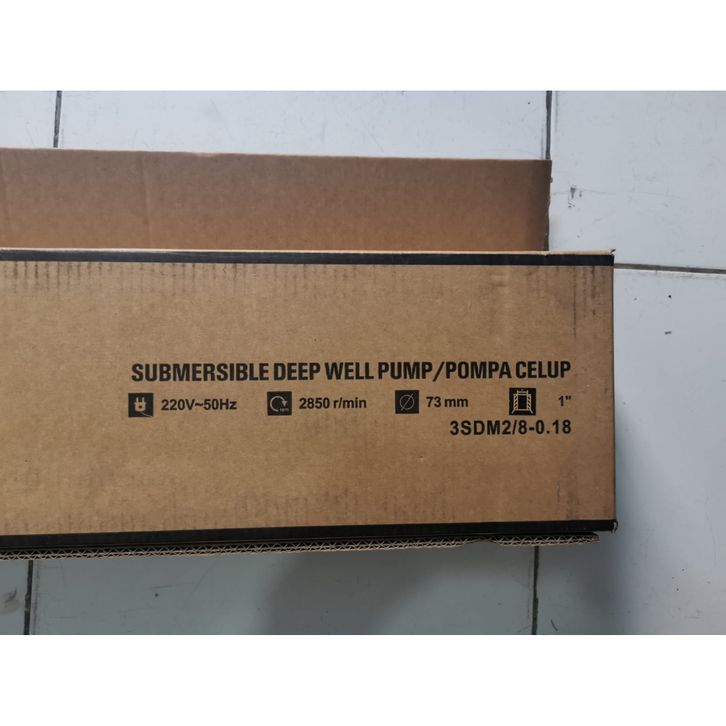 SUBMERSIBLE DEEP WELL PUMP/POMPA CELUP
220V~50Hz 2850 r/min 73 mm 1"
3SDM2/8-0.18